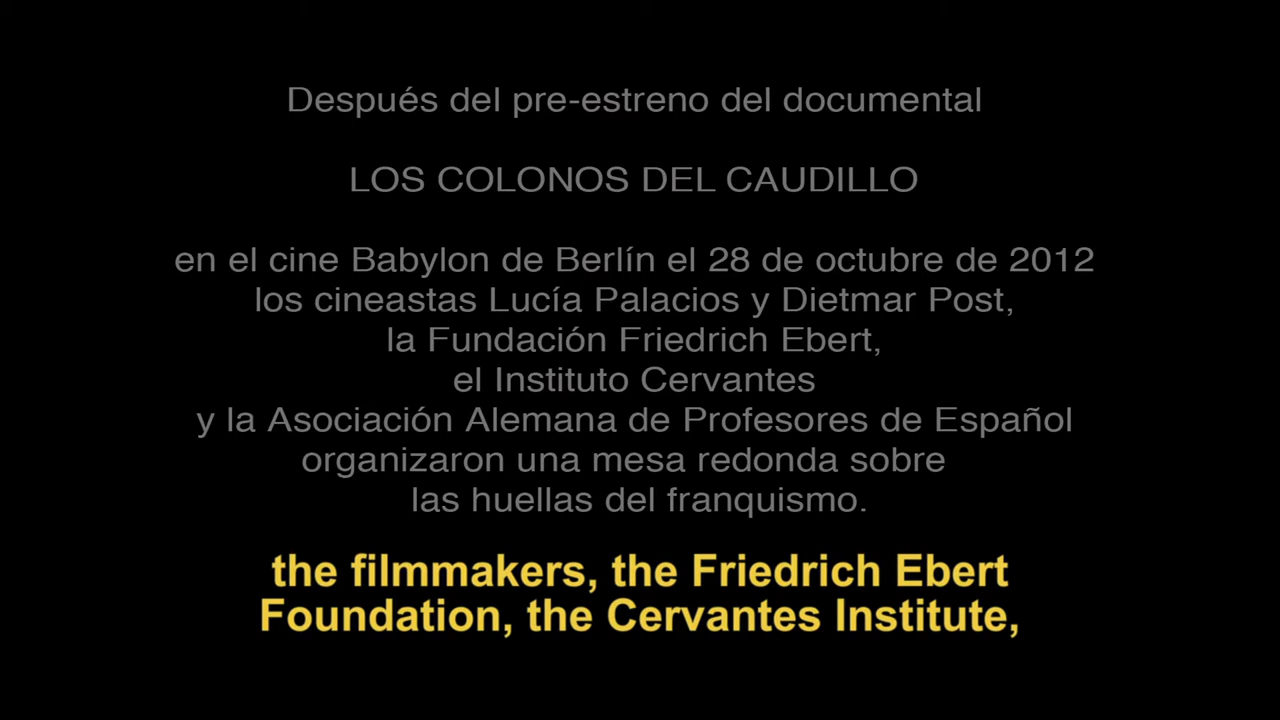 Después del pre-estreno del documental
LOS COLONOS DEL CAUDILLO
en el cine Babylon de Berlín el 28 de octubre de 2012
los cineastas Lucía Palacios y Dietmar Post,
la Fundación Friedrich Ebert,
el Instituto Cervantes
y la Asociación Alemana de Profesores de Español
organizaron una mesa redonda sobre
las huellas del franquismo.
the filmmakers, the Friedrich Ebert
Foundation, the Cervantes Institute,